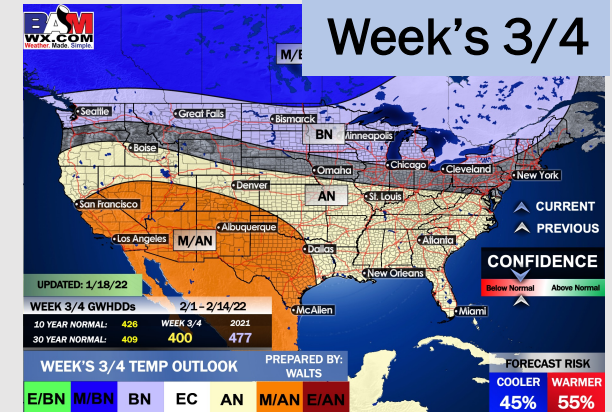 BAM
WX.COM
Weather. Made. Simple.
Week's 3/4
M/B
Seattle
Great Falls
Bismarck
BN
Minneapolis
Boise
Omaha
Chicago
Cleveland
New York
Denver
AN
St. Louis
San Francisco
Los Angeles
M/AN
Albuquerque
Dallas
Atlanta
New Orleans
McAllen
Miami
CURRENT
PREVIOUS
CONFIDENCE
Below Normal
Above Normal
UPDATED: 1/18/22
WEEK 3/4 GWHDDs 2/1 – 2/14/22
10 YEAR NORMAL: 426 WEEK 3/4 2021
30 YEAR NORMAL: 409 400 477
WEEK'S 3/4 TEMP OUTLOOK
PREPARED BY:
WALTS
E/BN M/BN BN EC AN M/AN E/AN
FORECAST RISK
COOLER WARMER
45% 55%